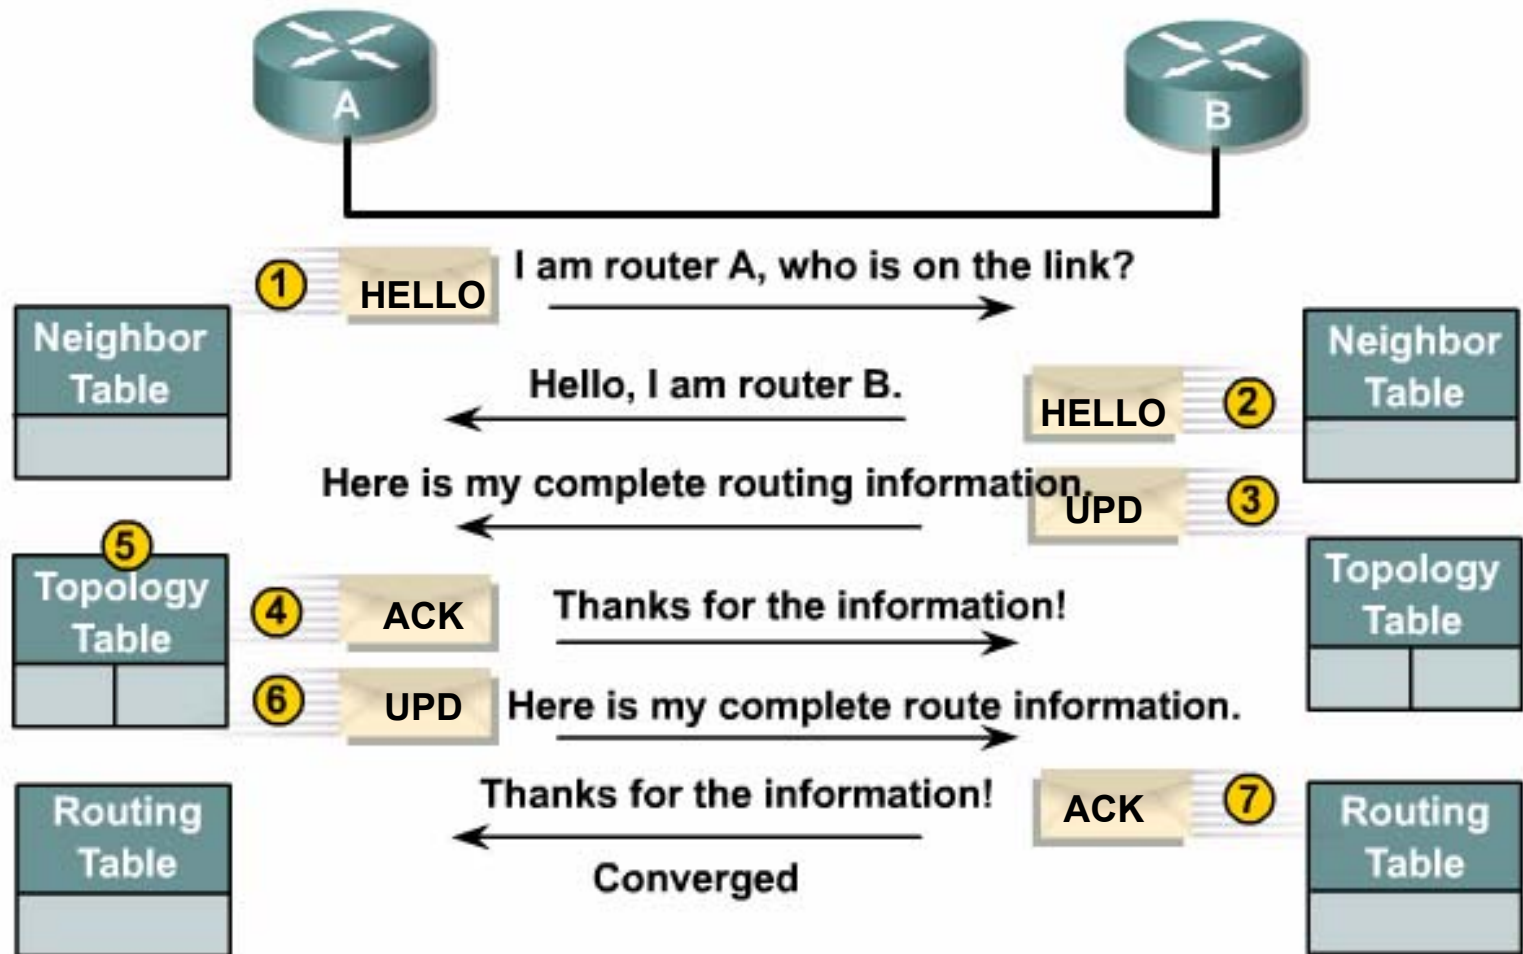 A
B
1
HELLO
I am router A, who is on the link?
Neighbor
Table
Neighbor
Table
Hello, I am router B.
HELLO
2
Here is my complete routing information.
UPD
3
5
Topology
Table
4
ACK
Thanks for the information!
Topology
Table
6
UPD
Here is my complete route information.
Thanks for the information!
ACK
7
Routing
Table
Routing
Table
Converged